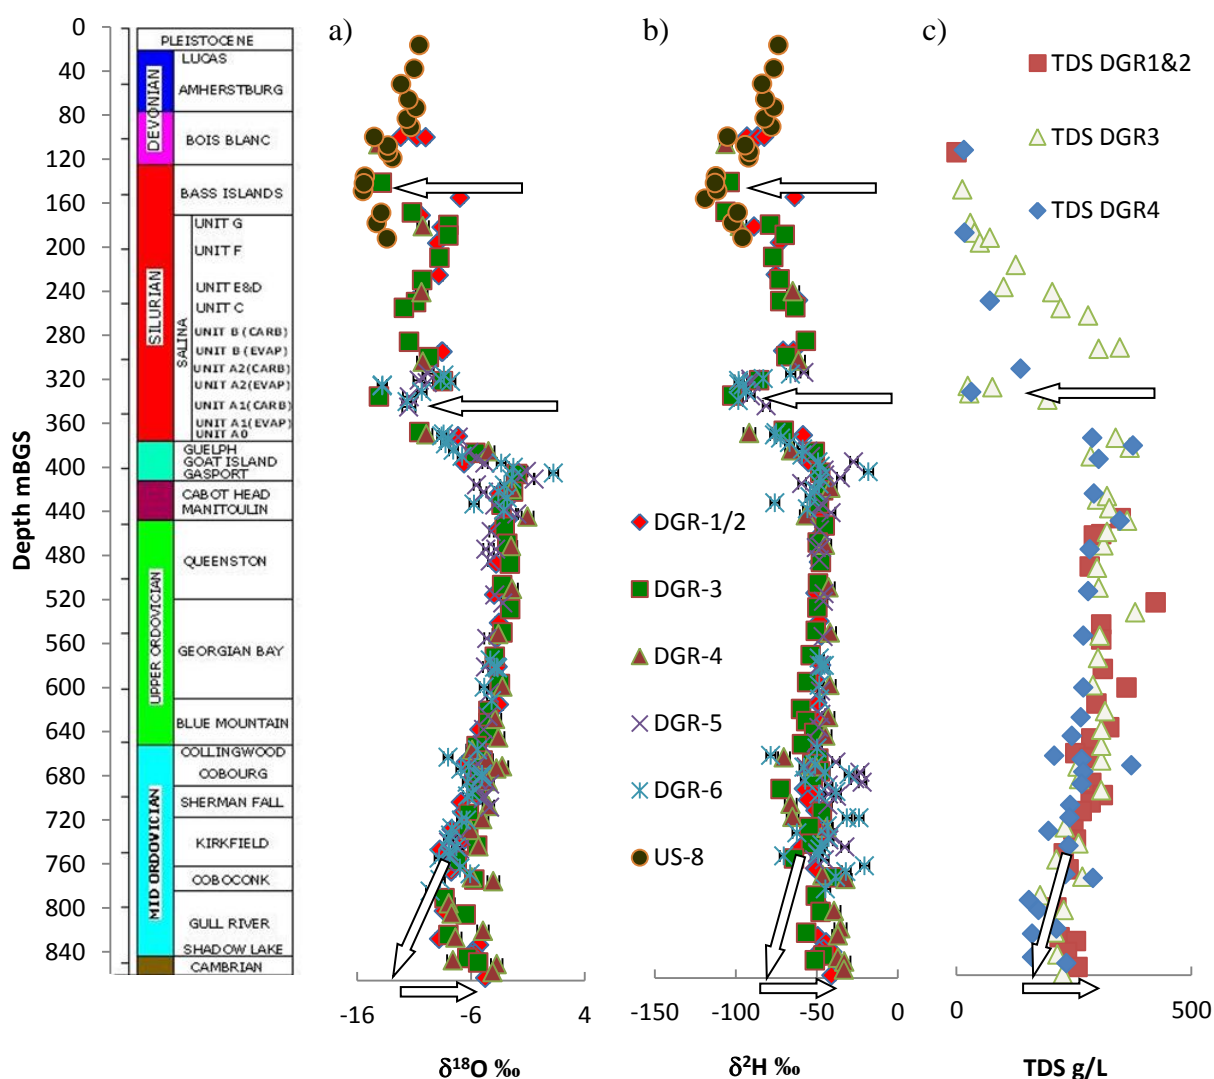 a)
b)
c)
0
40
80
120
160
200
240
280
320
360
400
440
480
520
560
600
640
680
720
760
800
840
Depth mBGS
PLEISTOCENE
DEVONIAN
LUCAS
AMHERSTBURG
BOIS BLANC
SILURIAN
BASS ISLANDS
SALINA
UNIT G
UNIT F
UNIT E&D
UNIT C
UNIT B (CARB)
UNIT B (EVAP)
UNIT A2(CARB)
UNIT A2(EVAP)
UNIT A1(CARB)
UNIT A1(EVAP)
UNIT A0
GUELPH
GOAT ISLAND
GASPORT
CABOT HEAD
MANITOULIN
UPPER ORDOVICIAN
QUEENSTON
GEORGIAN BAY
BLUE MOUNTAIN
MID ORDOVICIAN
COLLINGWOOD
COBOURG
SHERMAN FALL
KIRKFIELD
COBOCONK
GULL RIVER
SHADOW LAKE
CAMBRIAN
TDS DGR1&2
TDS DGR3
TDS DGR4
DGR-1/2
DGR-3
DGR-4
DGR-5
DGR-6
US-8
-16 -6 4
δ¹⁸O ‰
-150 -100 -50 0
δ²H ‰
0 500
TDS g/L